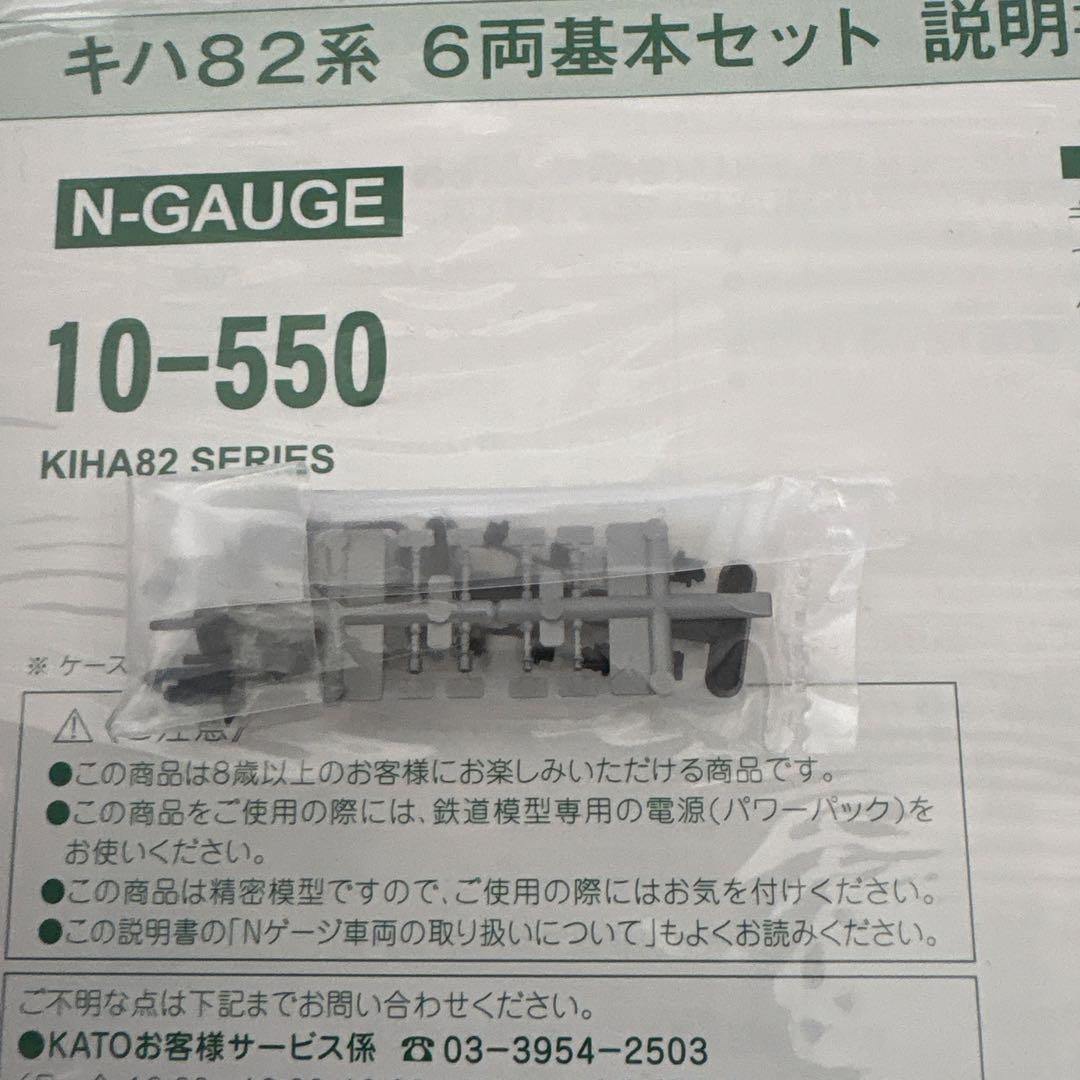 キハ82系 6両基本セット 説明
N-GAUGE
10-550
KIHA82 SERIES
※ ケース
⚠ 〈ご注意〉
●この商品は8歳以上のお客様にお楽しみいただける商品です。
●この商品をご使用の際には、鉄道模型専用の電源(パワーパック)を
お使いください。
●この商品は精密模型ですので、ご使用の際にはお気を付けください。
●この説明書の「Nゲージ車両の取り扱いについて」もよくお読みください。
ご不明な点は下記までお問い合わせください。
●KATOお客様サービス係 ☎03-3954-2503